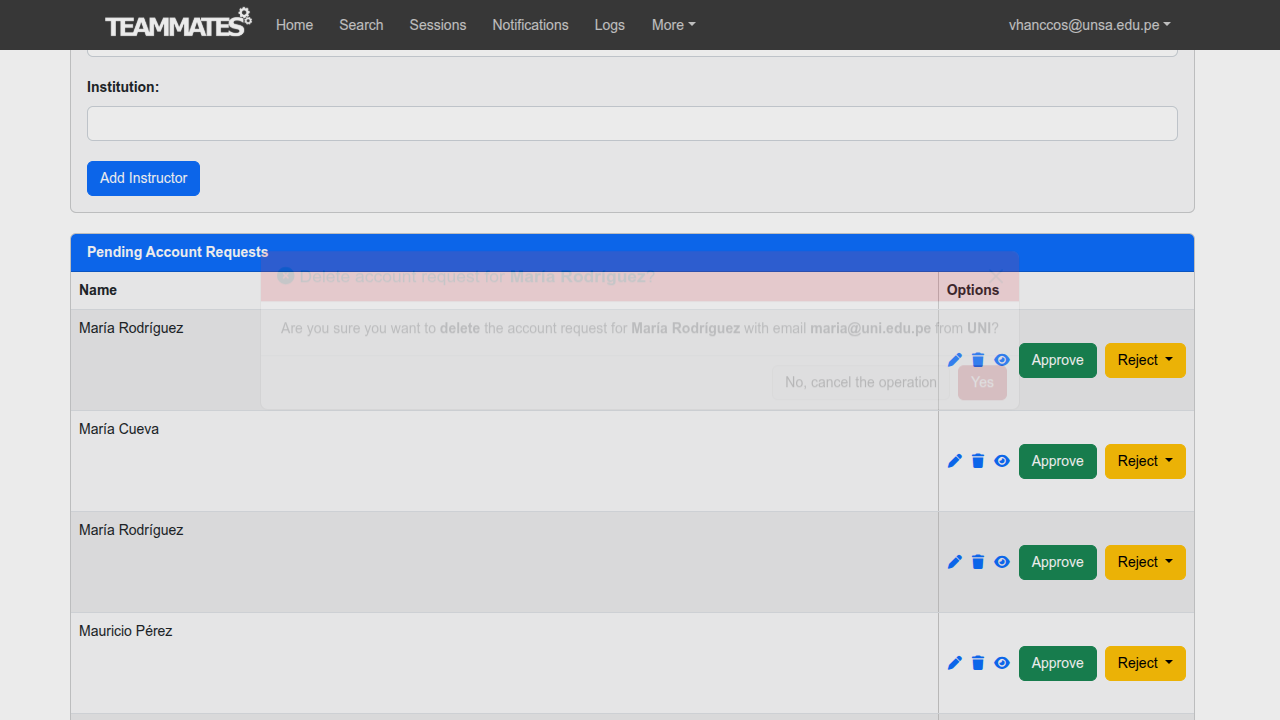 TEAMMATES Home Search Sessions Notifications Logs More vhanccos@unsa.edu.pe
Institution:
Add Instructor
Pending Account Requests
Delete account request for María Rodríguez?
Name Options
María Rodríguez
Are you sure you want to delete the account request for María Rodríguez with email maria@uni.edu.pe from UNI?
Approve Reject
No, cancel the operation Yes
María Cueva
Approve Reject
María Rodríguez
Approve Reject
Mauricio Pérez
Approve Reject